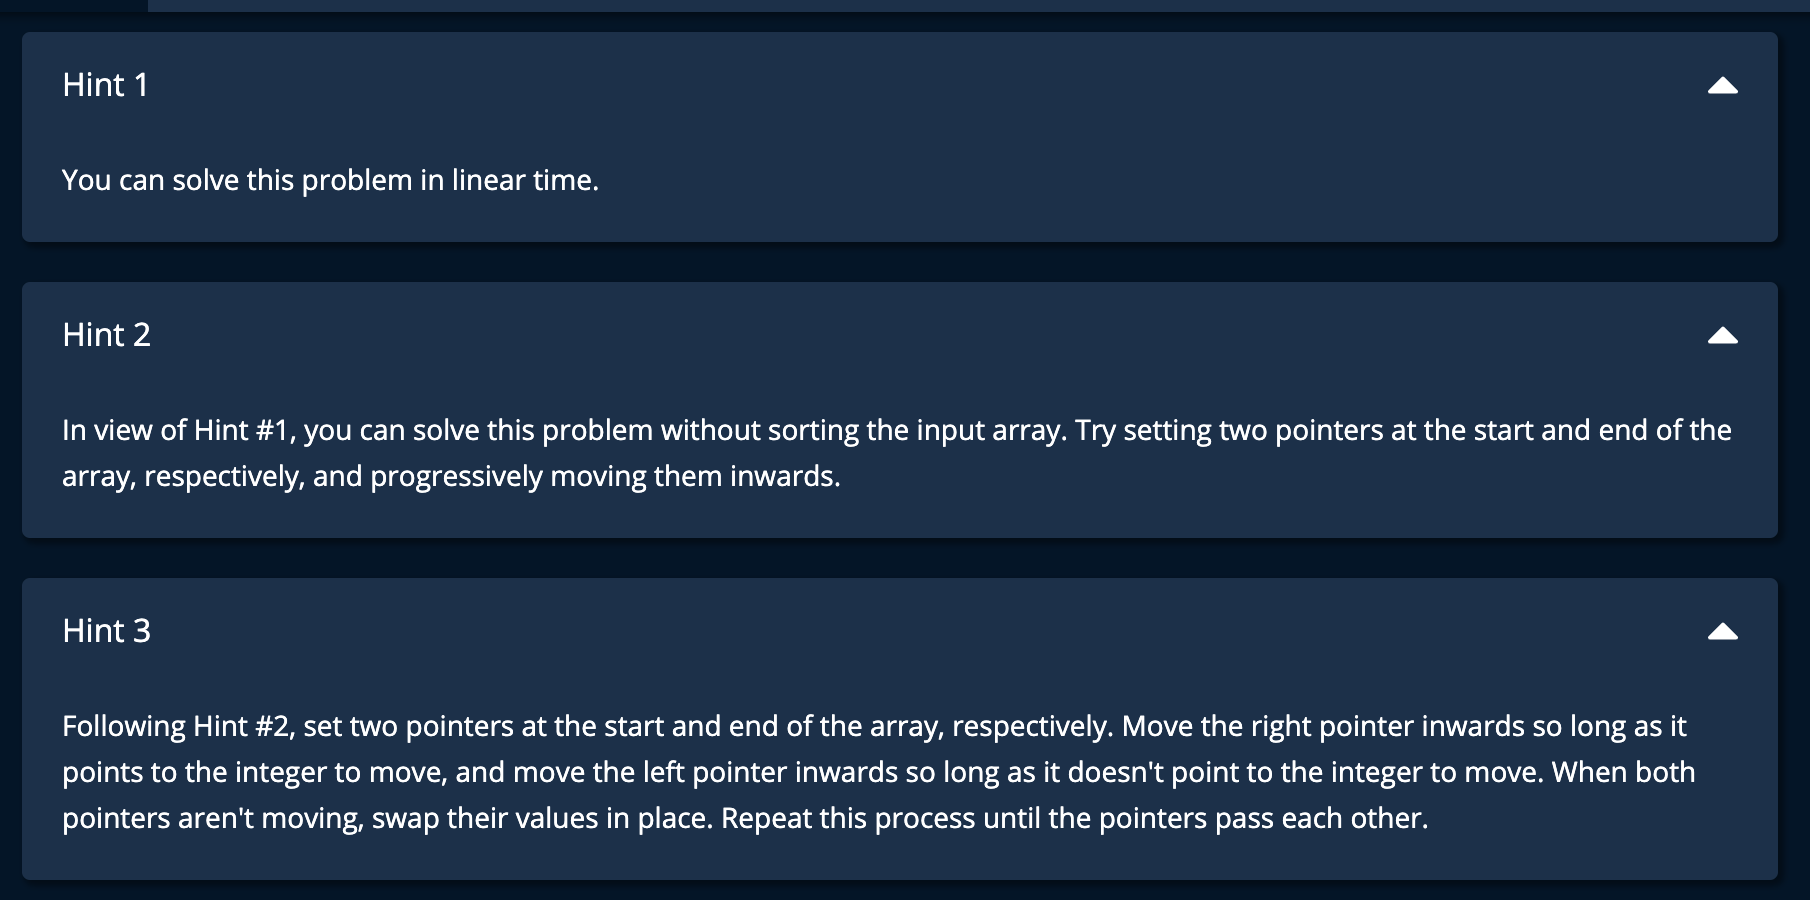 Hint 1
You can solve this problem in linear time.
Hint 2
In view of Hint #1, you can solve this problem without sorting the input array. Try setting two pointers at the start and end of the
array, respectively, and progressively moving them inwards.
Hint 3
Following Hint #2, set two pointers at the start and end of the array, respectively. Move the right pointer inwards so long as it
points to the integer to move, and move the left pointer inwards so long as it doesn't point to the integer to move. When both
pointers aren't moving, swap their values in place. Repeat this process until the pointers pass each other.